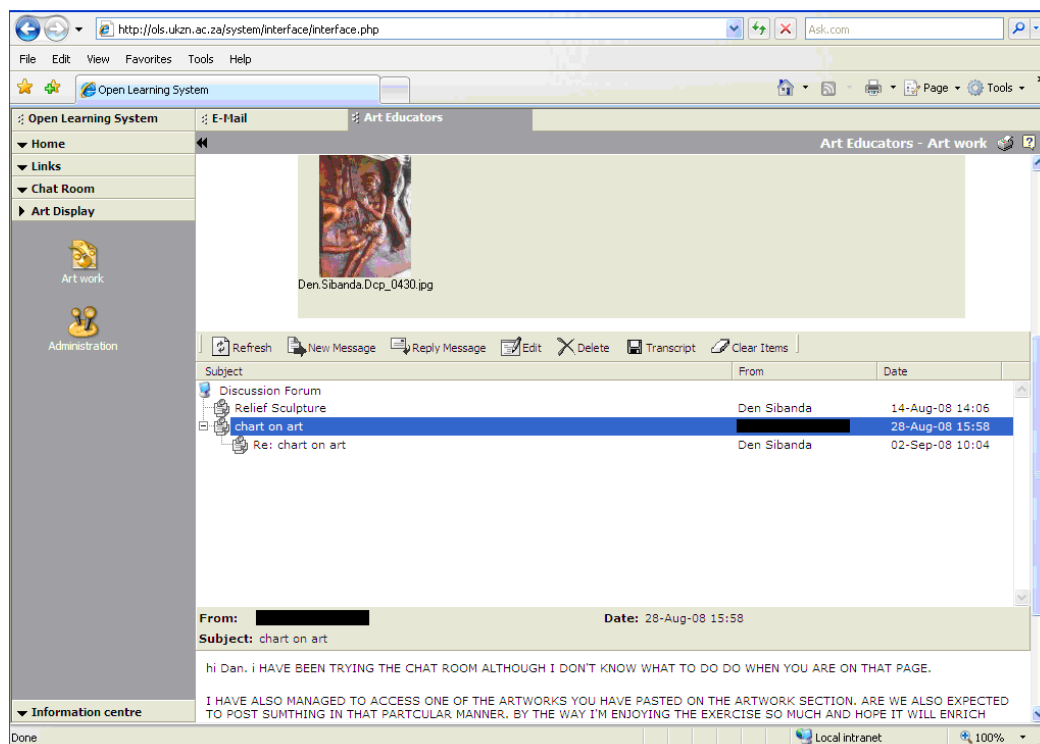 http://ols.ukzn.ac.za/system/interface/interface.php
Ask.com
File Edit View Favorites Tools Help
Open Learning System
Page Tools
Open Learning System
E-Mail
Art Educators
Home
Art Educators - Art work
Links
Chat Room
Art Display
Art work
Administration
Den.Sibanda.Dcp_0430.jpg
Refresh New Message Reply Message Edit Delete Transcript Clear Items
Subject From Date
Discussion Forum
Relief Sculpture Den Sibanda 14-Aug-08 14:06
chart on art 28-Aug-08 15:58
Re: chart on art Den Sibanda 02-Sep-08 10:04
From: Date: 28-Aug-08 15:58
Subject: chart on art
hi Dan. i HAVE BEEN TRYING THE CHAT ROOM ALTHOUGH I DON'T KNOW WHAT TO DO DO WHEN YOU ARE ON THAT PAGE.
I HAVE ALSO MANAGED TO ACCESS ONE OF THE ARTWORKS YOU HAVE PASTED ON THE ARTWORK SECTION. ARE WE ALSO EXPECTED
TO POST SUMTHING IN THAT PARTCULAR MANNER. BY THE WAY I'M ENJOYING THE EXERCISE SO MUCH AND HOPE IT WILL ENRICH
Information centre
Done Local intranet 100%